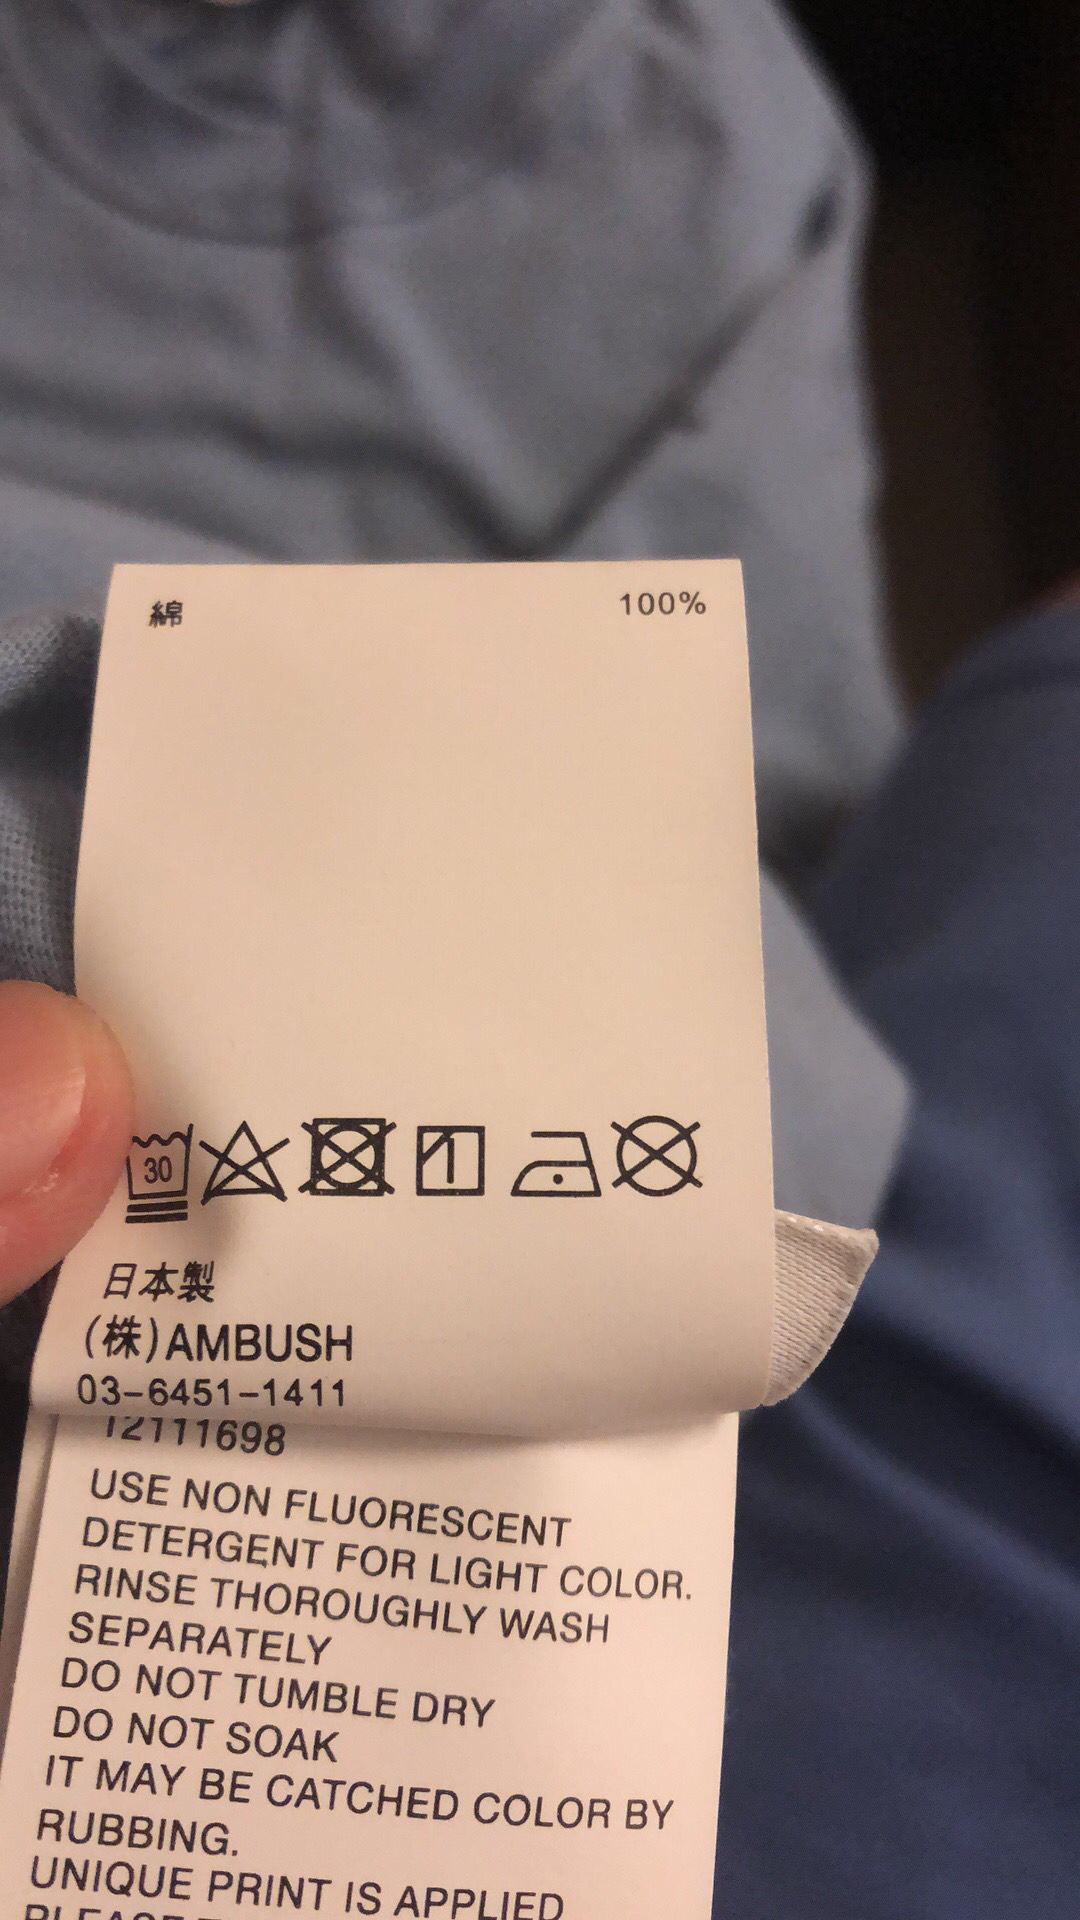 綿 100%
30
日本製
(株)AMBUSH
03-6451-1411
12111698
USE NON FLUORESCENT
DETERGENT FOR LIGHT COLOR.
RINSE THOROUGHLY WASH
SEPARATELY
DO NOT TUMBLE DRY
DO NOT SOAK
IT MAY BE CATCHED COLOR BY
RUBBING.
UNIQUE PRINT IS APPLIED